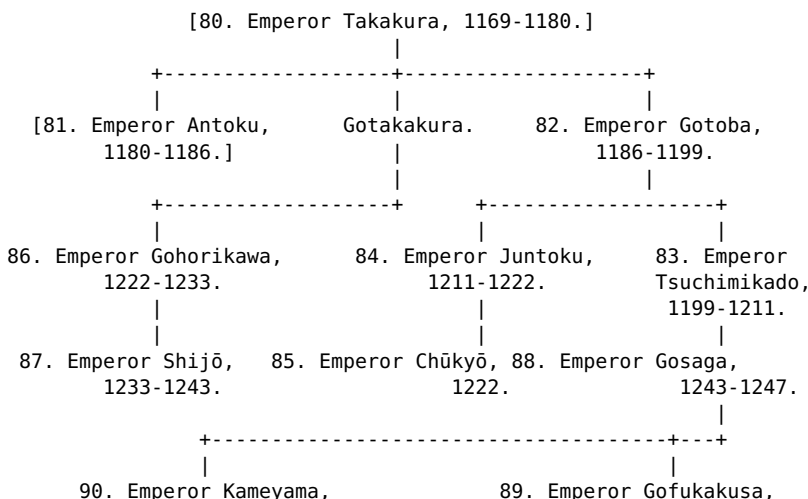 [80. Emperor Takakura, 1169-1180.]
[81. Emperor Antoku, Gotakakura. 82. Emperor Gotoba,
1180-1186.] 1186-1199.
86. Emperor Gohorikawa, 84. Emperor Juntoku, 83. Emperor
1222-1233. 1211-1222. Tsuchimikado,
1199-1211.
87. Emperor Shijō, 85. Emperor Chūkyō, 88. Emperor Gosaga,
1233-1243. 1222. 1243-1247.
90. Emperor Kameyama, 89. Emperor Gofukakusa,